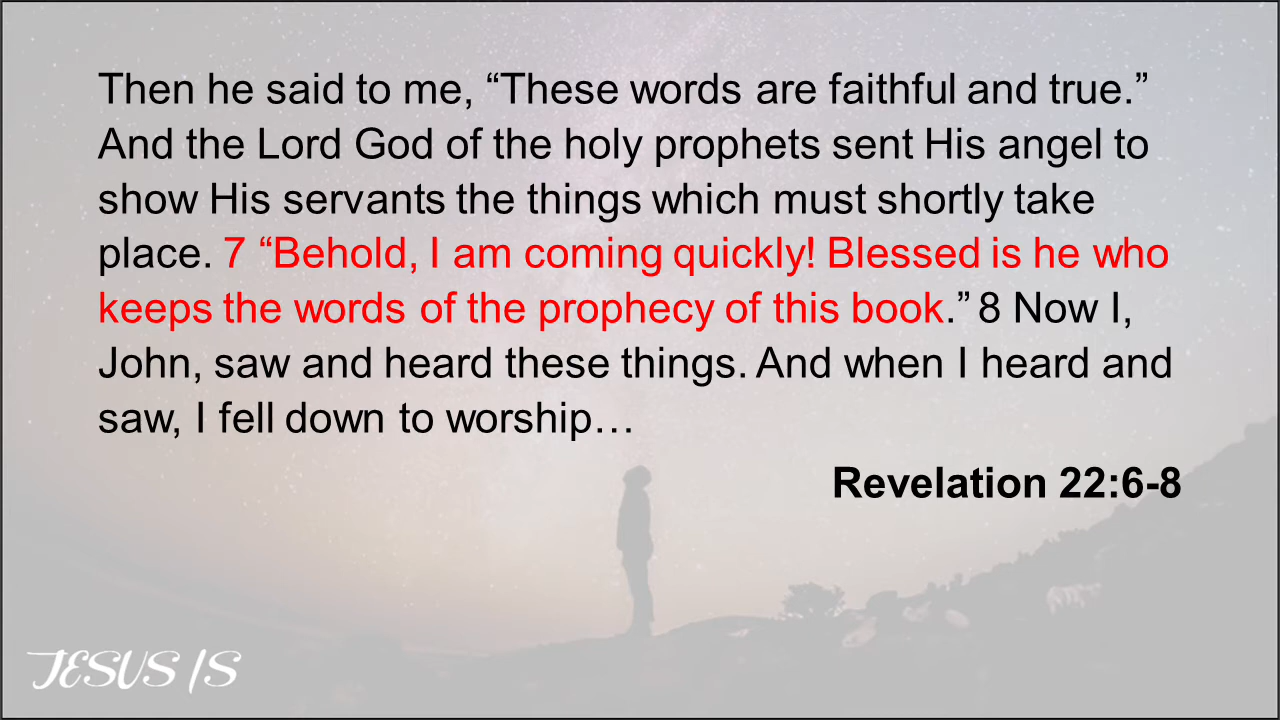 Then he said to me, “These words are faithful and true.”
And the Lord God of the holy prophets sent His angel to
show His servants the things which must shortly take
place. 7 “Behold, I am coming quickly! Blessed is he who
keeps the words of the prophecy of this book.” 8 Now I,
John, saw and heard these things. And when I heard and
saw, I fell down to worship…
Revelation 22:6-8
JESUS IS